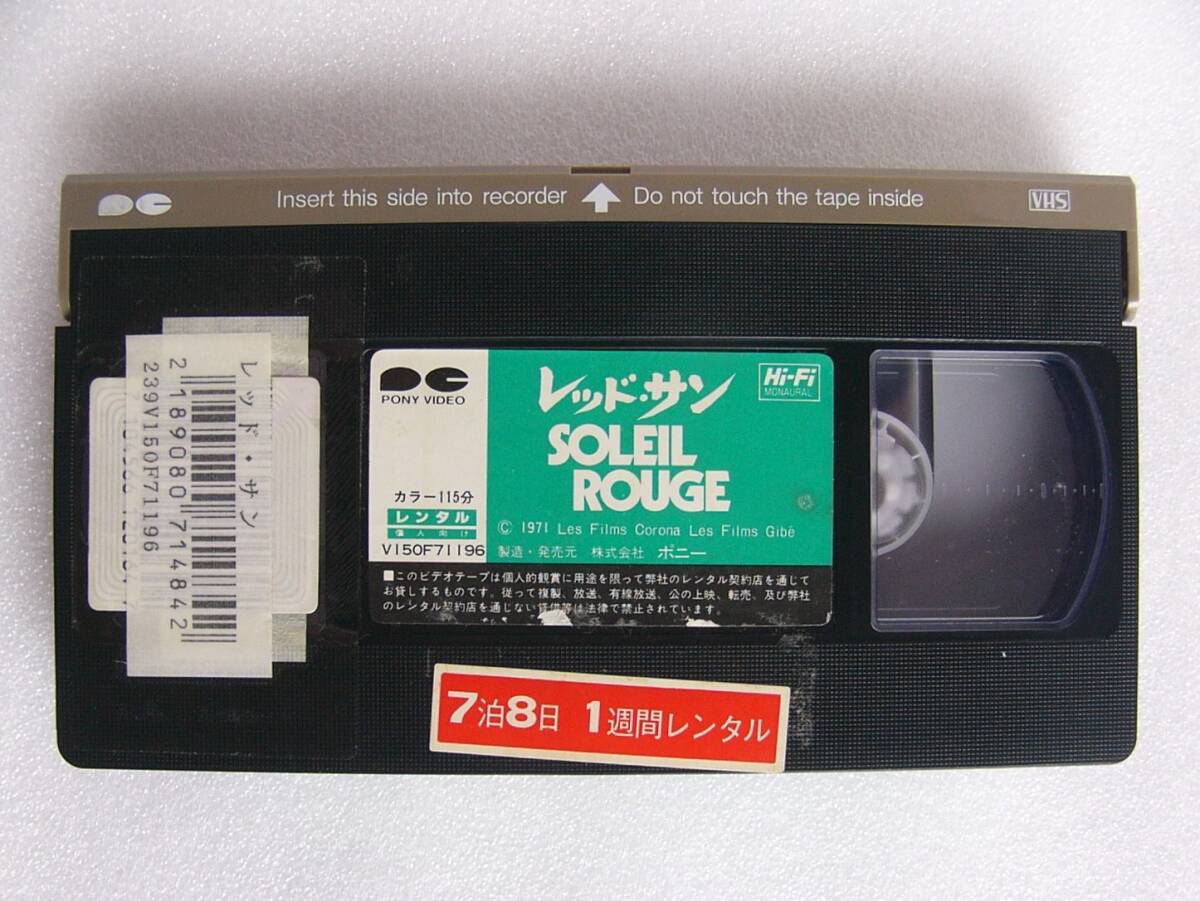 Insert this side into recorder Do not touch the tape inside
VHS
レッド・サン
2189080714842
239V150F71196
PONY VIDEO
カラー115分
レンタル
個人向け
V150F71196
レッド・サン
Hi-Fi
MONAURAL
SOLEIL
ROUGE
© 1971 Les Films Corona Les Films Gibé
製造・発売元 株式会社 ポニー
■このビデオテープは個人的観賞に用途を限って弊社のレンタル契約店を通じて
お貸しするものです。従って複製、放送、有線放送、公の上映、転売、及び弊社
のレンタル契約店を通じない賃借等は法律で禁止されています。
7泊8日 1週間レンタル